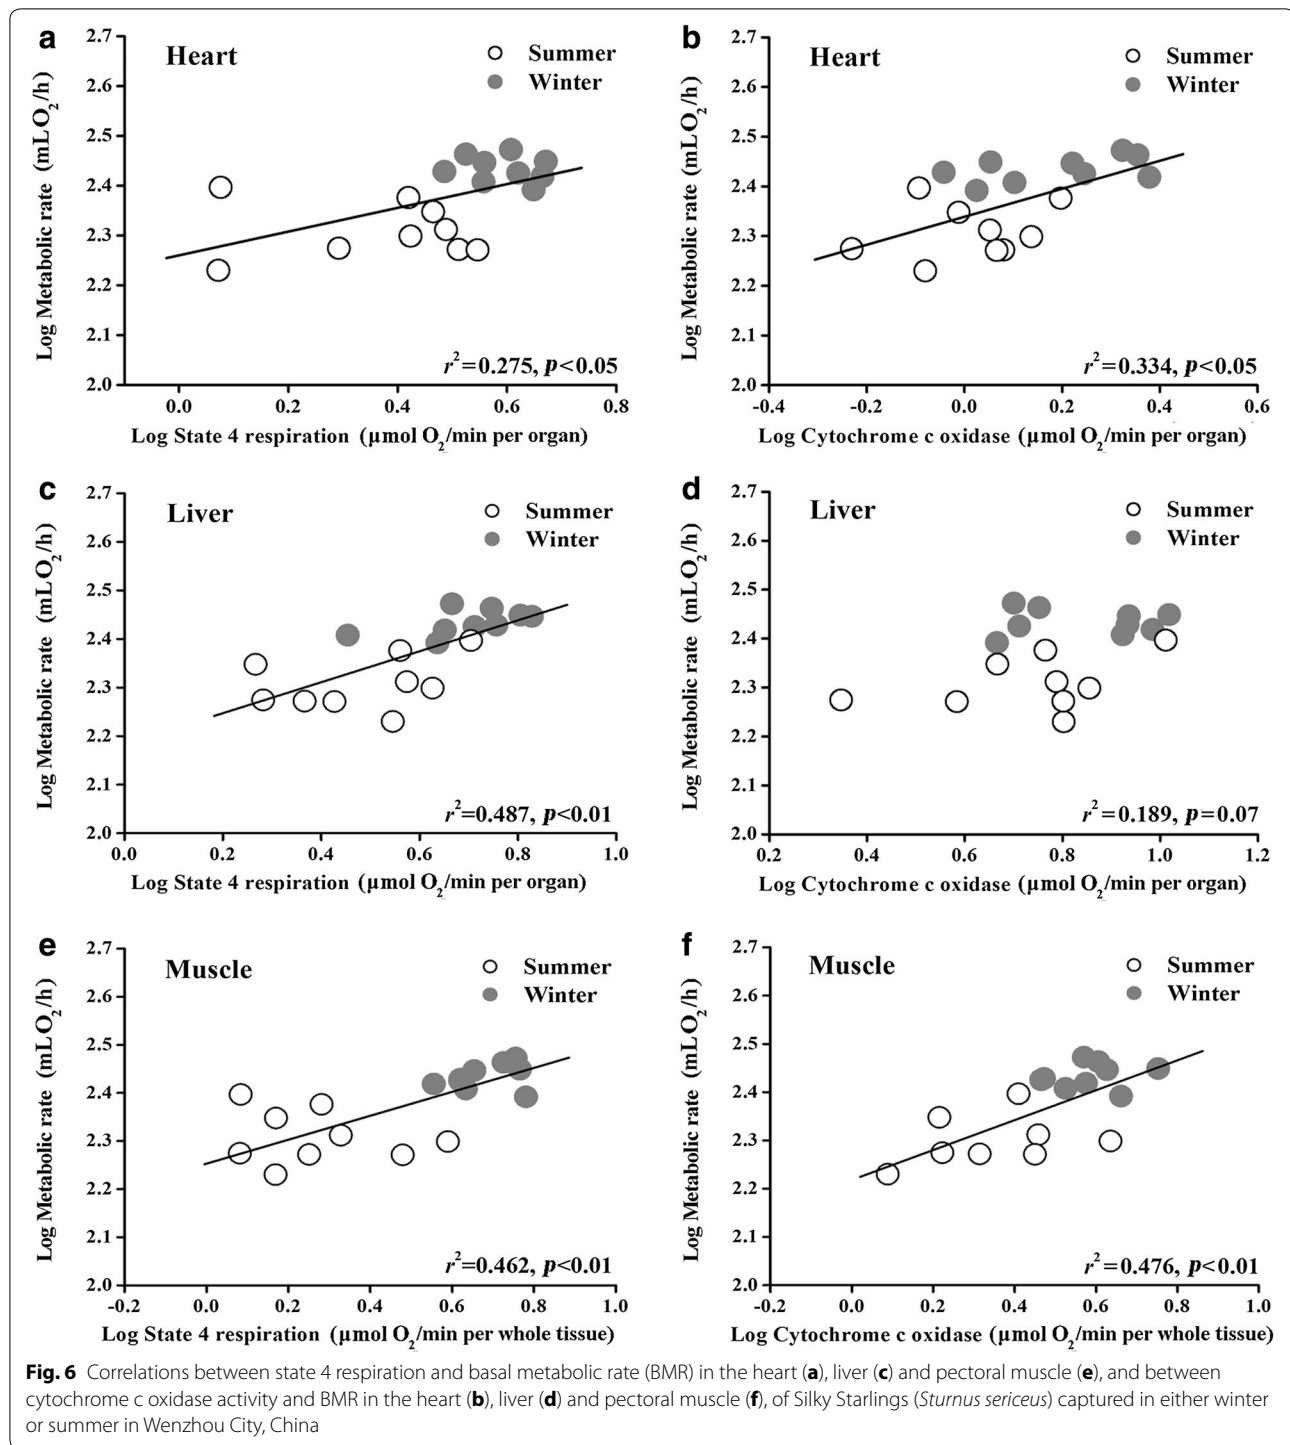 a
Heart
Summer
Winter
Log Metabolic rate (mLO2/h)
2.7
2.6
2.5
2.4
2.3
2.2
2.1
2.0
r2=0.275, p<0.05
0.0 0.2 0.4 0.6 0.8
Log State 4 respiration (µmol O2/min per organ)
b
Heart
Summer
Winter
Log Metabolic rate (mLO2/h)
2.7
2.6
2.5
2.4
2.3
2.2
2.1
2.0
r2=0.334, p<0.05
-0.4 -0.2 0.0 0.2 0.4 0.6
Log Cytochrome c oxidase (µmol O2/min per organ)
c
Liver
Summer
Winter
Log Metabolic rate (mLO2/h)
2.7
2.6
2.5
2.4
2.3
2.2
2.1
2.0
r2=0.487, p<0.01
0.0 0.2 0.4 0.6 0.8 1.0
Log State 4 respiration (µmol O2/min per organ)
d
Liver
Summer
Winter
Log Metabolic rate (mLO2/h)
2.7
2.6
2.5
2.4
2.3
2.2
2.1
2.0
r2=0.189, p=0.07
0.2 0.4 0.6 0.8 1.0 1.2
Log Cytochrome c oxidase (µmol O2/min per organ)
e
Muscle
Summer
Winter
Log Metabolic rate (mLO2/h)
2.7
2.6
2.5
2.4
2.3
2.2
2.1
2.0
r2=0.462, p<0.01
-0.2 0.0 0.2 0.4 0.6 0.8 1.0
Log State 4 respiration (µmol O2/min per whole tissue)
f
Muscle
Summer
Winter
Log Metabolic rate (mLO2/h)
2.7
2.6
2.5
2.4
2.3
2.2
2.1
2.0
r2=0.476, p<0.01
-0.2 0.0 0.2 0.4 0.6 0.8 1.0
Log Cytochrome c oxidase (µmol O2/min per whole tissue)
Fig. 6 Correlations between state 4 respiration and basal metabolic rate (BMR) in the heart (a), liver (c) and pectoral muscle (e), and between
cytochrome c oxidase activity and BMR in the heart (b), liver (d) and pectoral muscle (f), of Silky Starlings (Sturnus sericeus) captured in either winter
or summer in Wenzhou City, China